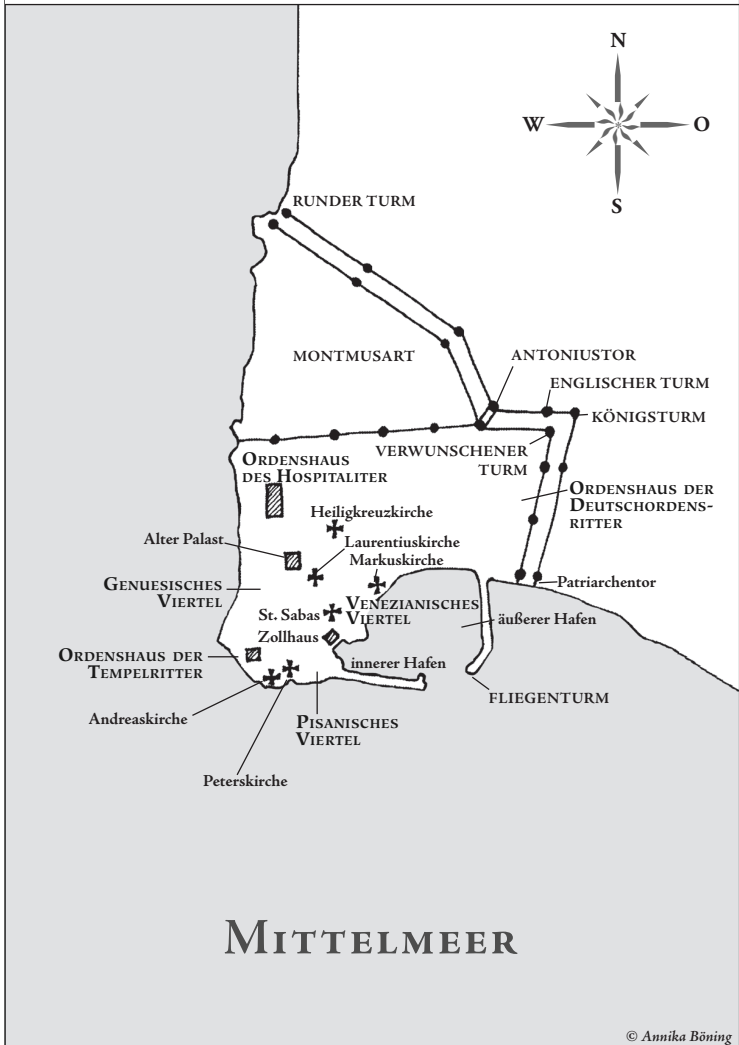 N
W
O
S
RUNDER TURM
MONTMUSART
ANTONIUSTOR
ENGLISCHER TURM
KÖNIGSTURM
VERWUNSCHENER
TURM
ORDENSHAUS
DES HOSPITALITER
ORDENSHAUS DER
DEUTSCHORDENS-
RITTER
Heiligkreuzkirche
Alter Palast
Laurentiuskirche
Markuskirche
Patriarchentor
GENUESISCHES
VIERTEL
VENEZIANISCHES
VIERTEL
St. Sabas
äußerer Hafen
Zollhaus
ORDENSHAUS DER
TEMPELRITTER
innerer Hafen
FLIEGENTURM
Andreaskirche
PISANISCHES
VIERTEL
Peterskirche
MITTELMEER
© Annika Böning